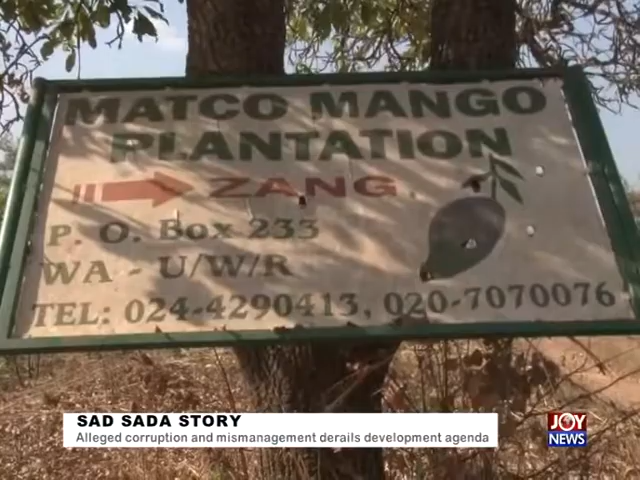 MATCO MANGO
PLANTATION
ZANG.
P. O. Box 233
WA - U/W/R
TEL: 024-4290413, 020-7070076
SAD SADA STORY
Alleged corruption and mismanagement derails development agenda
JOY
NEWS